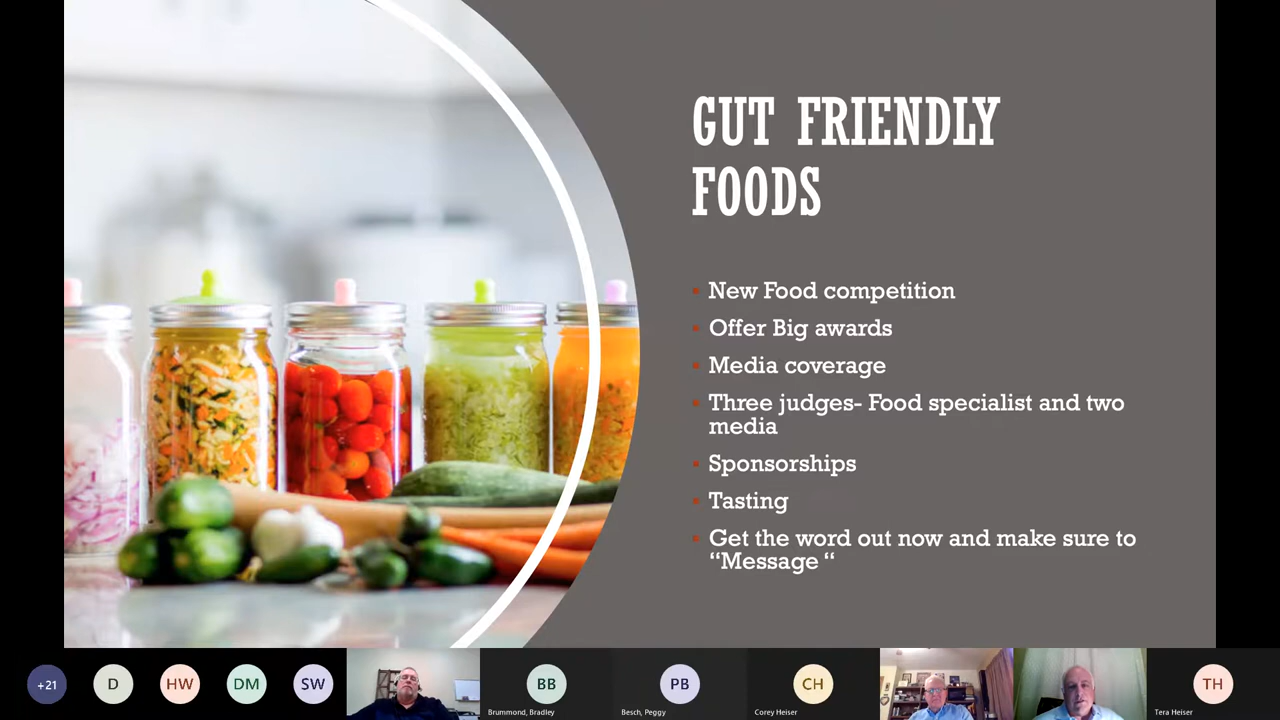 GUT FRIENDLY
FOODS
New Food competition
Offer Big awards
Media coverage
Three judges- Food specialist and two
media
Sponsorships
Tasting
Get the word out now and make sure to
“Message “
+21
D
HW
DM
SW
BB
Brummond, Bradley
PB
Besch, Peggy
CH
Corey Heiser
TH
Tera Heiser